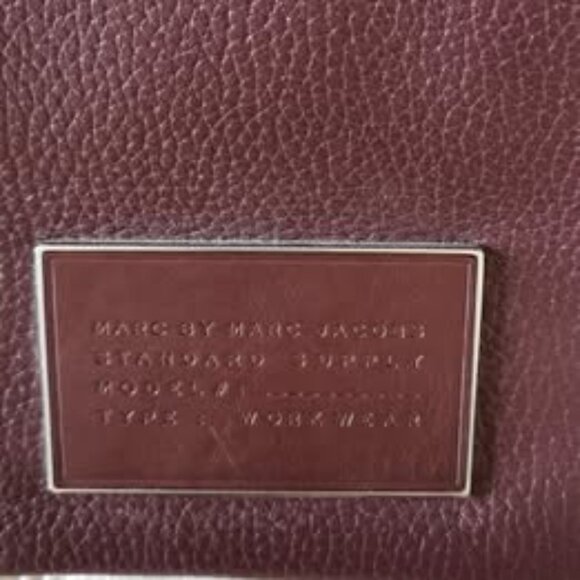 MARC BY MARC JACOBS
STANDARD SUPPLY
MODEL#: ..........
TYPE : WORKWEAR